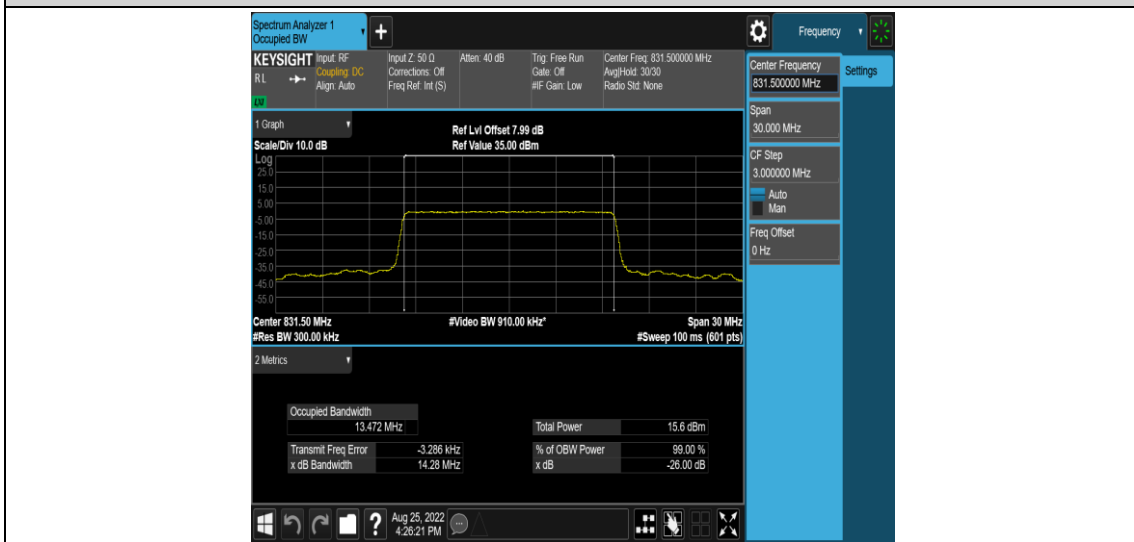 Spectrum Analyzer 1
Occupied BW
+
Frequency
KEYSIGHT
RL
LXI
Input: RF
Coupling: DC
Align: Auto
Input Z: 50 Ω
Corrections: Off
Freq Ref: Int (S)
Atten: 40 dB
Trig: Free Run
Gate: Off
#IF Gain: Low
Center Freq: 831.500000 MHz
Avg|Hold: 30/30
Radio Std: None
Center Frequency
831.500000 MHz
Settings
Span
30.000 MHz
CF Step
3.000000 MHz
Auto
Man
Freq Offset
0 Hz
1 Graph
Ref Lvl Offset 7.99 dB
Scale/Div 10.0 dB
Ref Value 35.00 dBm
Log
25.0
15.0
5.00
-5.00
-15.0
-25.0
-35.0
-45.0
-55.0
Center 831.50 MHz
#Video BW 910.00 kHz*
Span 30 MHz
#Res BW 300.00 kHz
#Sweep 100 ms (601 pts)
2 Metrics
Occupied Bandwidth
13.472 MHz
Total Power 15.6 dBm
Transmit Freq Error -3.286 kHz
% of OBW Power 99.00 %
x dB Bandwidth 14.28 MHz
x dB -26.00 dB
?
Aug 25, 2022
4:26:21 PM